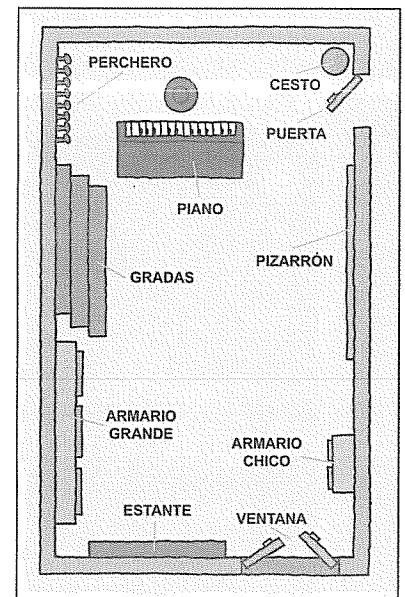 PERCHERO
CESTO
PUERTA
PIANO
PIZARRÓN
GRADAS
ARMARIO
GRANDE
ARMARIO
CHICO
ESTANTE
VENTANA